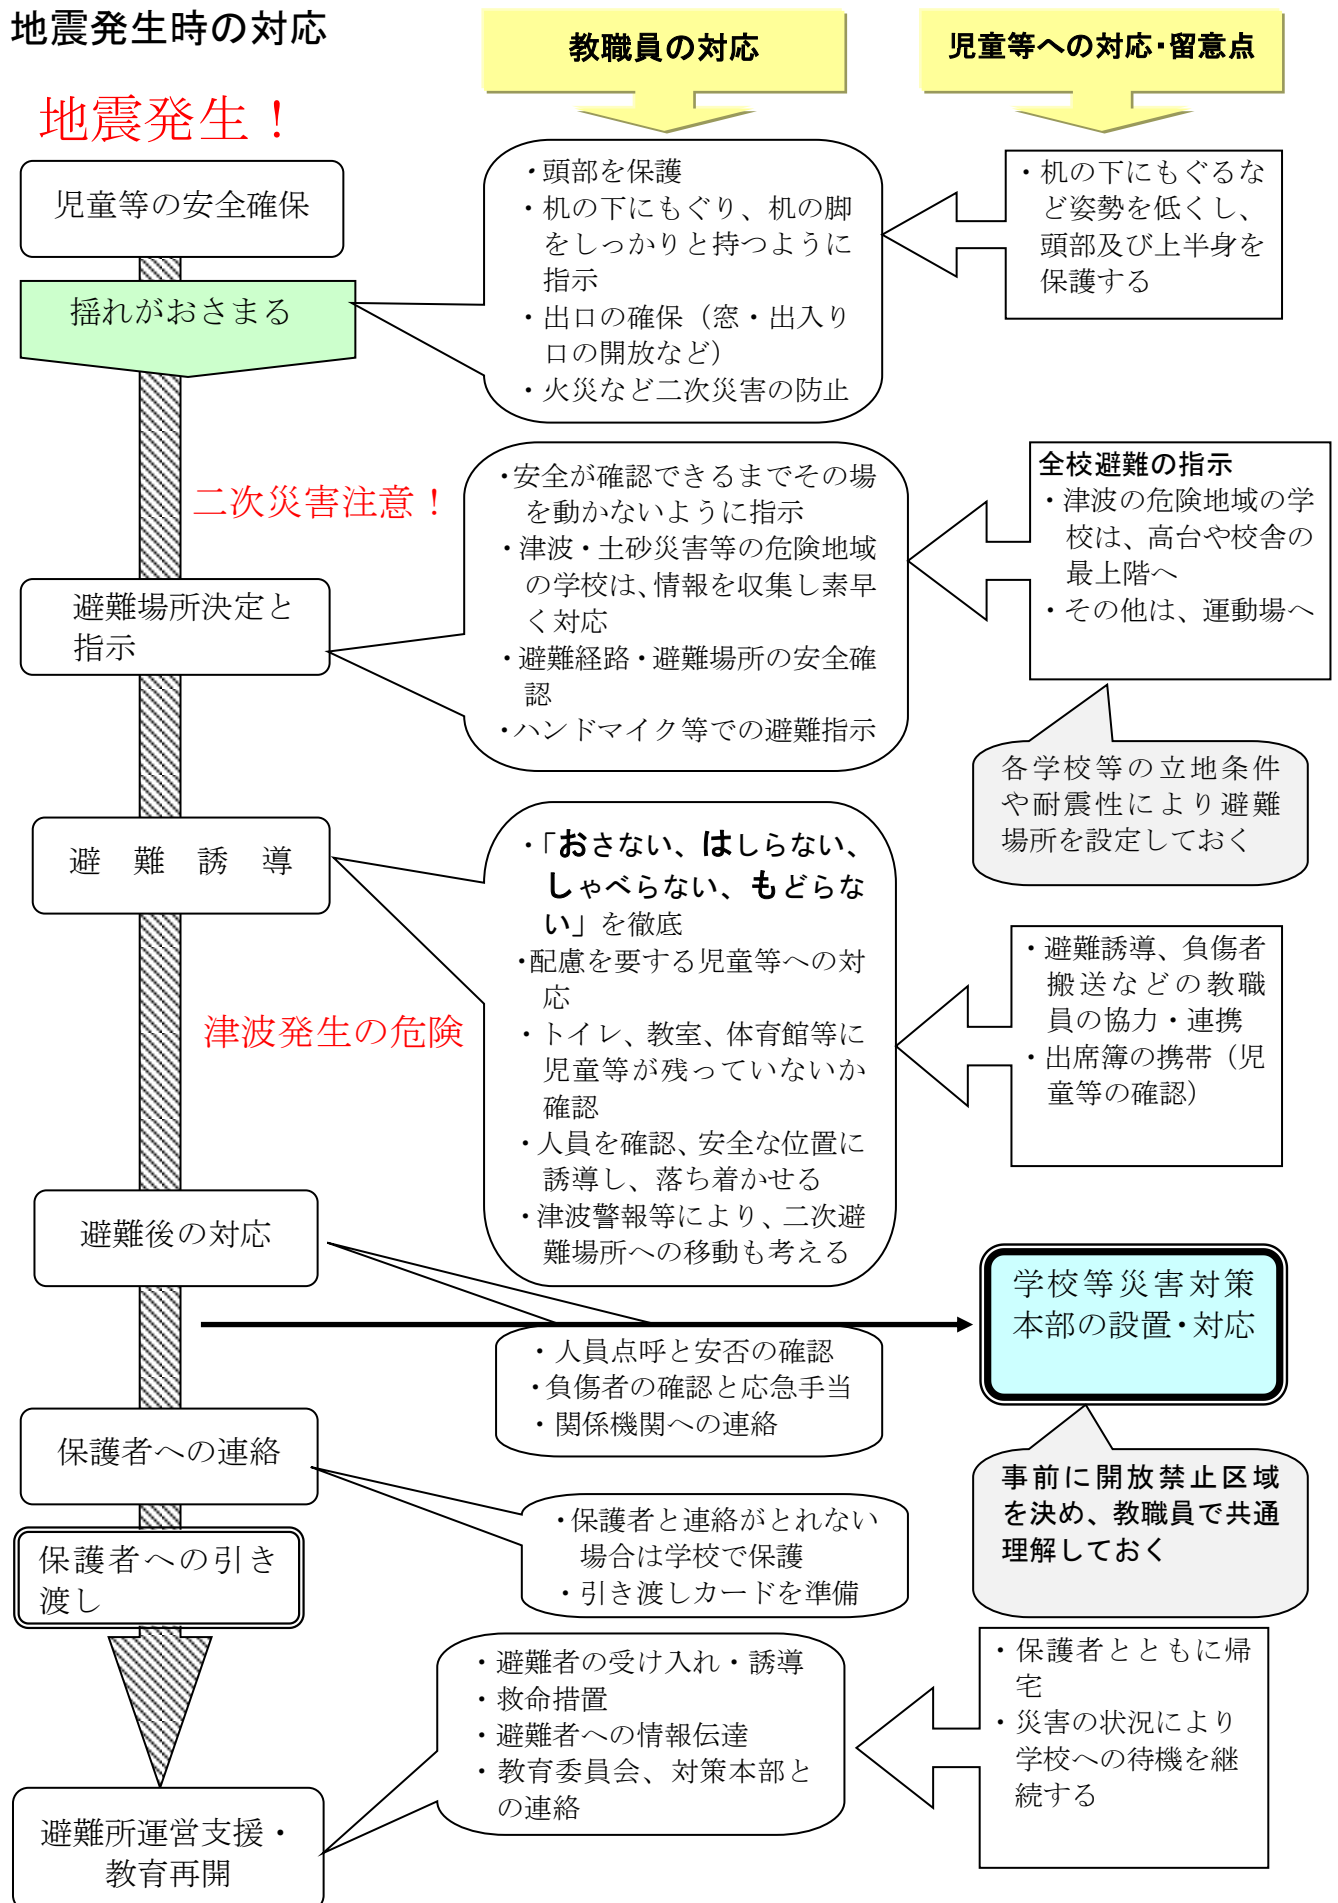 地震発生時の対応
教職員の対応
児童等への対応・留意点
地震発生！
児童等の安全確保
揺れがおさまる
・頭部を保護
・机の下にもぐり、机の脚
をしっかりと持つように
指示
・出口の確保（窓・出入り
口の開放など）
・火災など二次災害の防止
・机の下にもぐるな
ど姿勢を低くし、
頭部及び上半身を
保護する
二次災害注意！
避難場所決定と
指示
・安全が確認できるまでその場
を動かないように指示
・津波・土砂災害等の危険地域
の学校は、情報を収集し素早
く対応
・避難経路・避難場所の安全確
認
・ハンドマイク等での避難指示
全校避難の指示
・津波の危険地域の学
校は、高台や校舎の
最上階へ
・その他は、運動場へ
各学校等の立地条件
や耐震性により避難
場所を設定しておく
避難誘導
・「おさない、はしらない、
しゃべらない、もどらな
い」を徹底
・配慮を要する児童等への対
応
・トイレ、教室、体育館等に
児童等が残っていないか
確認
・人員を確認、安全な位置に
誘導し、落ち着かせる
・津波警報等により、二次避
難場所への移動も考える
・避難誘導、負傷者
搬送などの教職
員の協力・連携
・出席簿の携帯（児
童等の確認）
津波発生の危険
避難後の対応
・人員点呼と安否の確認
・負傷者の確認と応急手当
・関係機関への連絡
学校等災害対策
本部の設置・対応
事前に開放禁止区域
を決め、教職員で共通
理解しておく
保護者への連絡
・保護者と連絡がとれない
場合は学校で保護
・引き渡しカードを準備
保護者への引き
渡し
・避難者の受け入れ・誘導
・救命措置
・避難者への情報伝達
・教育委員会、対策本部と
の連絡
・保護者とともに帰
宅
・災害の状況により
学校への待機を継
続する
避難所運営支援・
教育再開